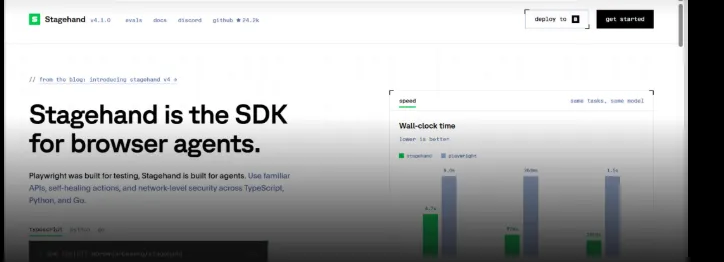 Stagehand v4.1.0 evals docs discord github ★ 24.2k deploy to get started
// from the blog: introducing stagehand v4
Stagehand is the SDK
for browser agents.
Playwright was built for testing, Stagehand is built for agents. Use familiar
APIs, self-healing actions, and network-level security across TypeScript,
Python, and Go.
typescript python go
speed same tasks, same model
Wall-clock time
lower is better
stagehand playwright